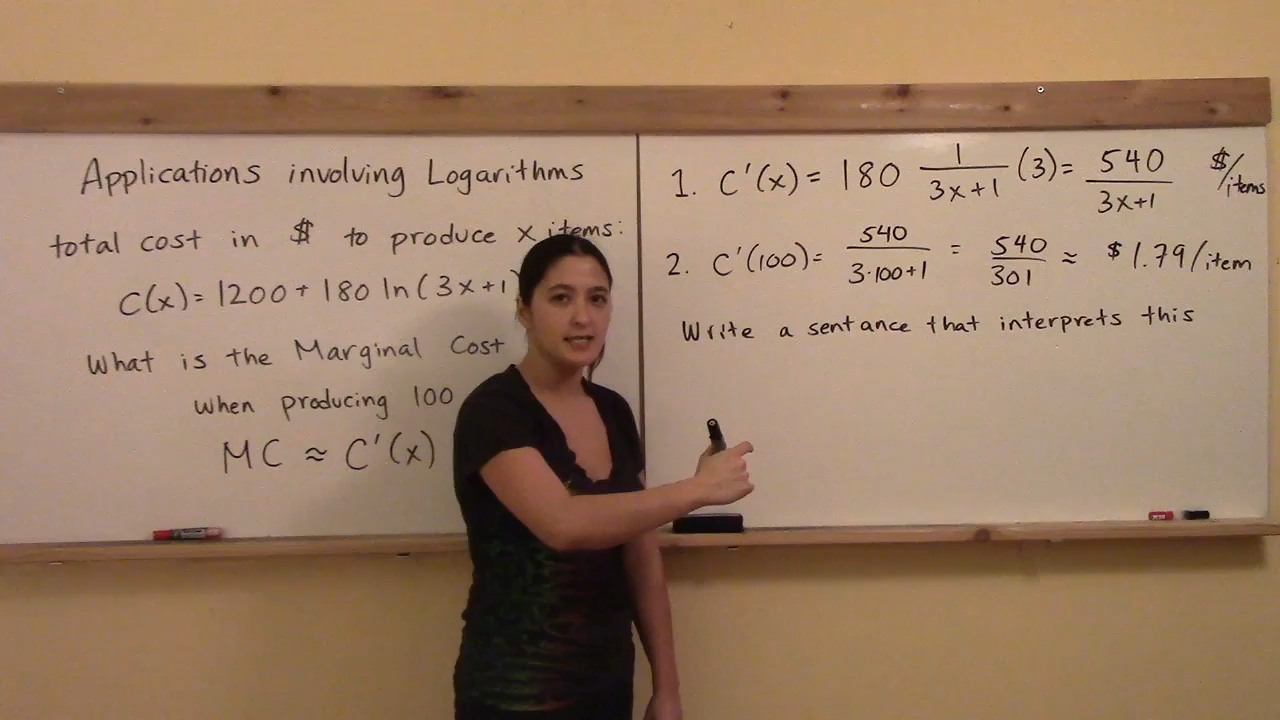 Applications involving Logarithms
total cost in $ to produce x items:
C(x) = 1200 + 180 ln(3x+1)
What is the Marginal Cost
when producing 100
MC ≈ C'(x)
1. C'(x) = 180 1/(3x+1) (3) = 540/(3x+1) $/items
2. C'(100) = 540/(3·100+1) = 540/301 ≈ $1.79/item
Write a sentence that interprets this